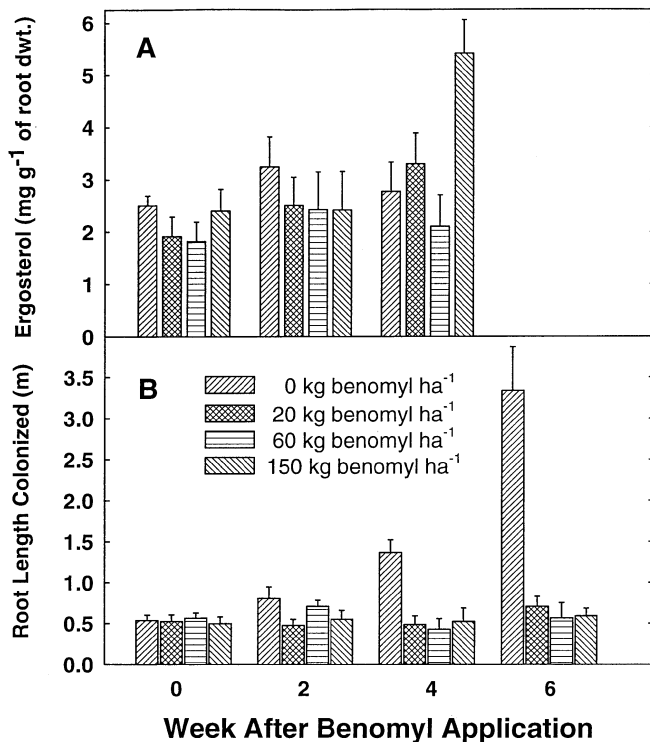 A
Ergosterol (mg g⁻¹ of root dwt.)
6
5
4
3
2
1
0
B
Root Length Colonized (m)
3.5
3.0
2.5
2.0
1.5
1.0
0.5
0.0
0 kg benomyl ha⁻¹
20 kg benomyl ha⁻¹
60 kg benomyl ha⁻¹
150 kg benomyl ha⁻¹
0 2 4 6
Week After Benomyl Application